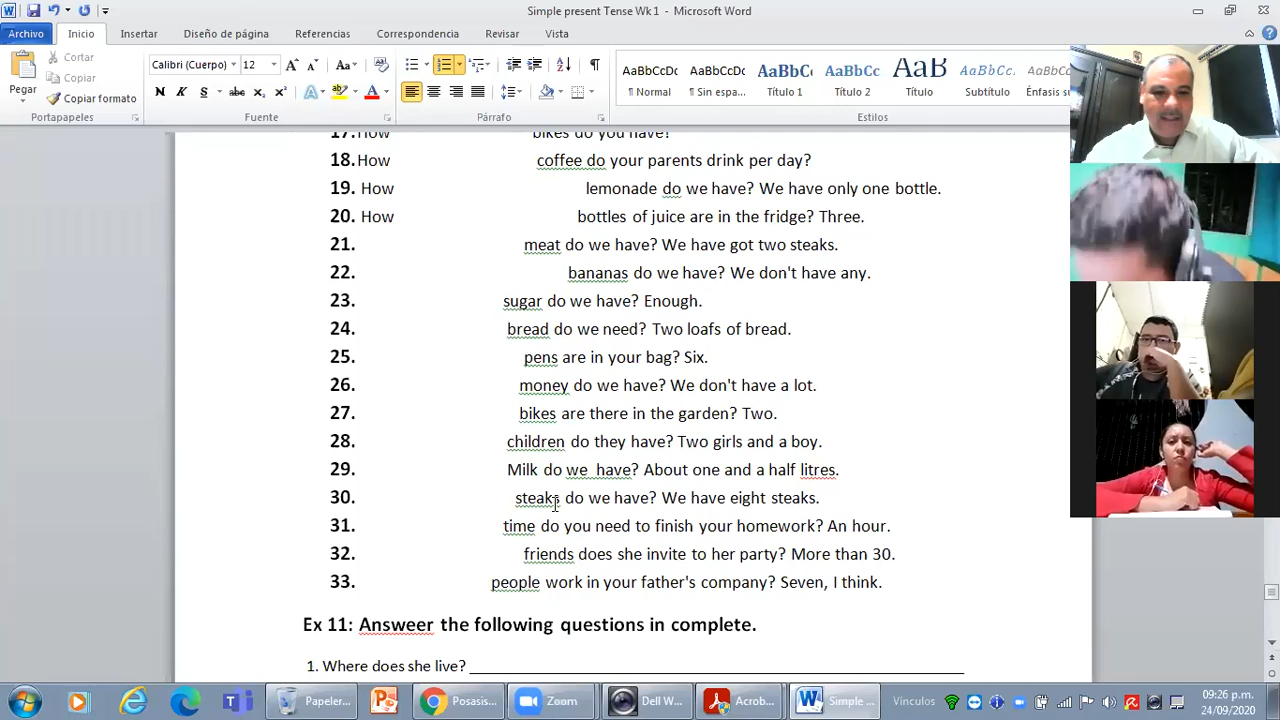 Simple present Tense Wk 1 - Microsoft Word
Archivo Inicio Insertar Diseño de página Referencias Correspondencia Revisar Vista
Pegar
Cortar
Copiar
Copiar formato
Portapapeles
Calibri (Cuerpo) 12
N K S abc x₂ x² A ab A
Fuente
Párrafo
AaBbCcDc AaBbCcDc AaBbC AaBbCc AaB AaBbCc. AaBbCcDc
¶ Normal ¶ Sin espa... Título 1 Título 2 Título Subtítulo Énfasis su
Estilos
17. How bikes do you have?
18. How coffee do your parents drink per day?
19. How lemonade do we have? We have only one bottle.
20. How bottles of juice are in the fridge? Three.
21. meat do we have? We have got two steaks.
22. bananas do we have? We don't have any.
23. sugar do we have? Enough.
24. bread do we need? Two loafs of bread.
25. pens are in your bag? Six.
26. money do we have? We don't have a lot.
27. bikes are there in the garden? Two.
28. children do they have? Two girls and a boy.
29. Milk do we have? About one and a half litres.
30. steaks do we have? We have eight steaks.
31. time do you need to finish your homework? An hour.
32. friends does she invite to her party? More than 30.
33. people work in your father's company? Seven, I think.
Ex 11: Answeer the following questions in complete.
1. Where does she live? ____________________
Papeler... Posasis... Zoom Dell W... Acrob... Simple ... Vínculos
09:26 p.m.
24/09/2020